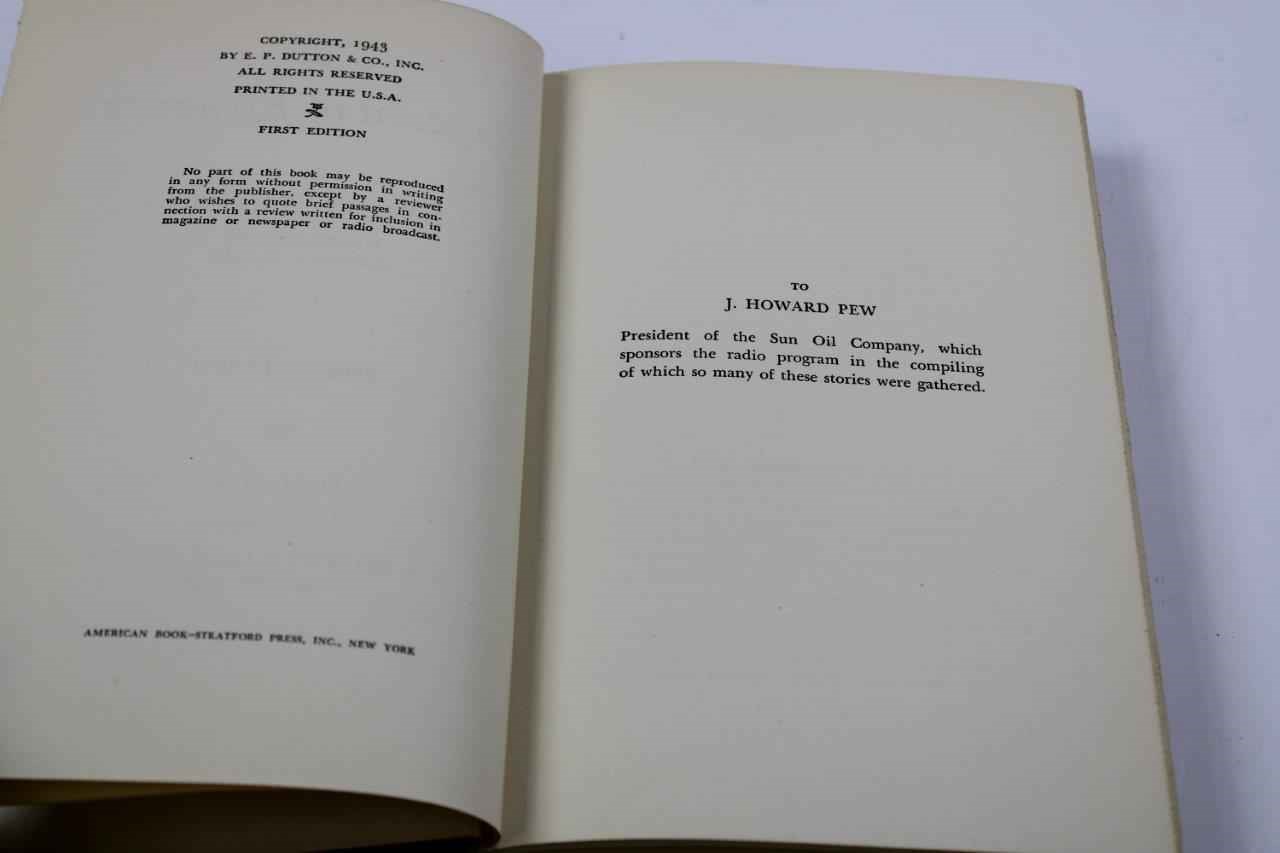 COPYRIGHT, 1943
BY E. P. DUTTON & CO., INC.
ALL RIGHTS RESERVED
PRINTED IN THE U.S.A.
FIRST EDITION
No part of this book may be reproduced
in any form without permission in writing
from the publisher, except by a reviewer
who wishes to quote brief passages in con-
nection with a review written for inclusion in
magazine or newspaper or radio broadcast.
AMERICAN BOOK–STRATFORD PRESS, INC., NEW YORK
TO
J. HOWARD PEW
President of the Sun Oil Company, which
sponsors the radio program in the compiling
of which so many of these stories were gathered.